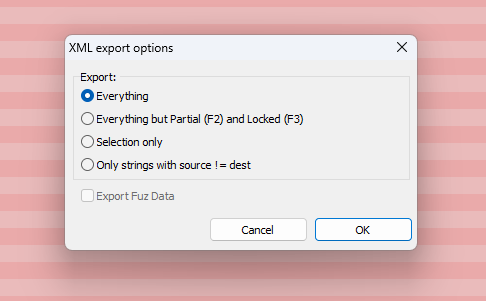 XML export options
Export:
Everything
Everything but Partial (F2) and Locked (F3)
Selection only
Only strings with source != dest
Export Fuz Data
Cancel
OK